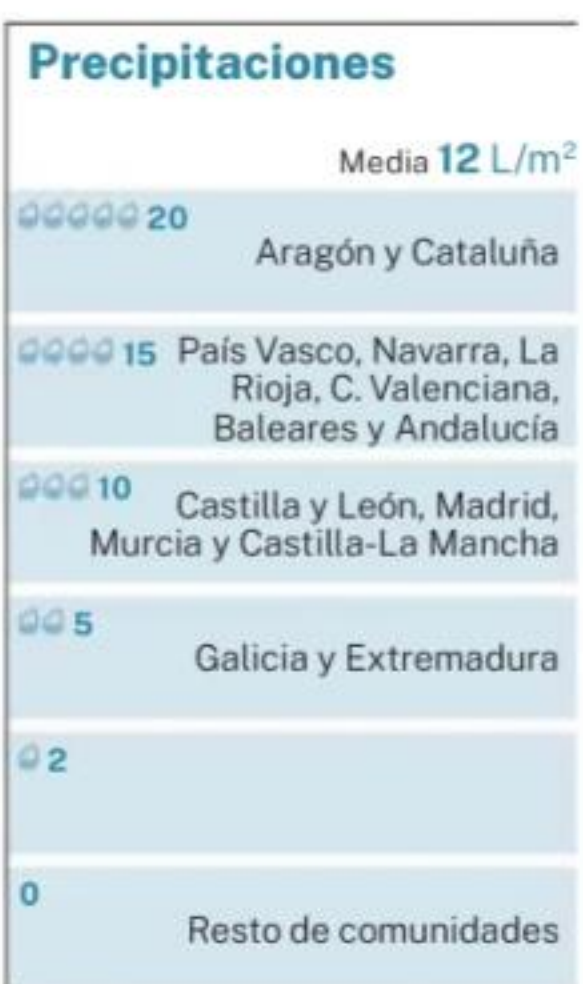 Precipitaciones
Media 12 L/m²
20
Aragón y Cataluña
15 País Vasco, Navarra, La
Rioja, C. Valenciana,
Baleares y Andalucía
10
Castilla y León, Madrid,
Murcia y Castilla-La Mancha
5
Galicia y Extremadura
2
0
Resto de comunidades